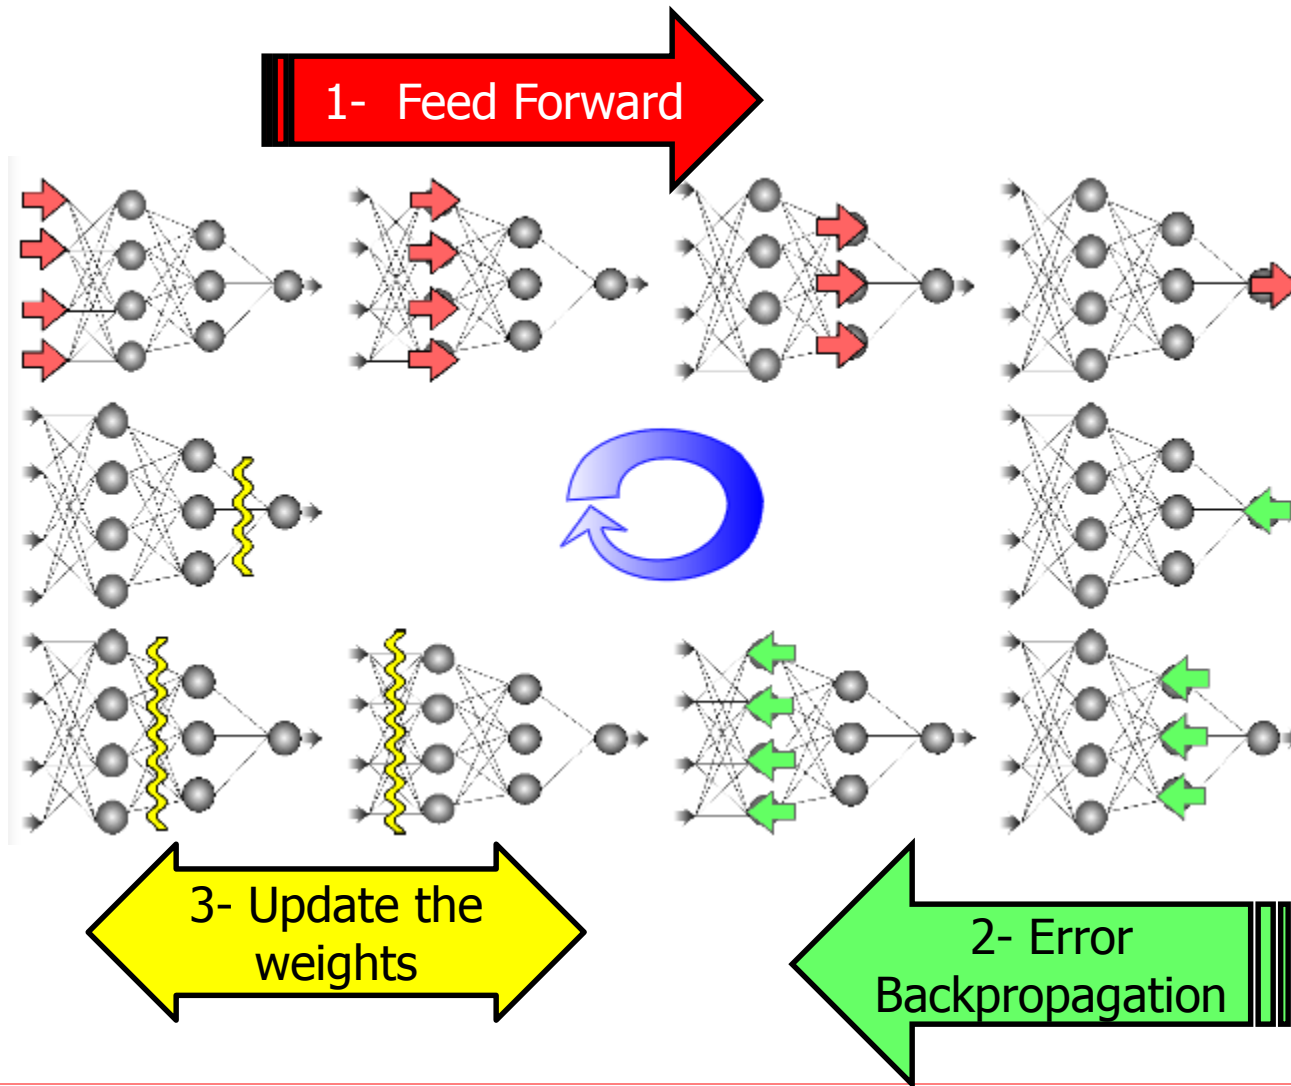 1-  Feed Forward
3- Update the
weights
2- Error
Backpropagation